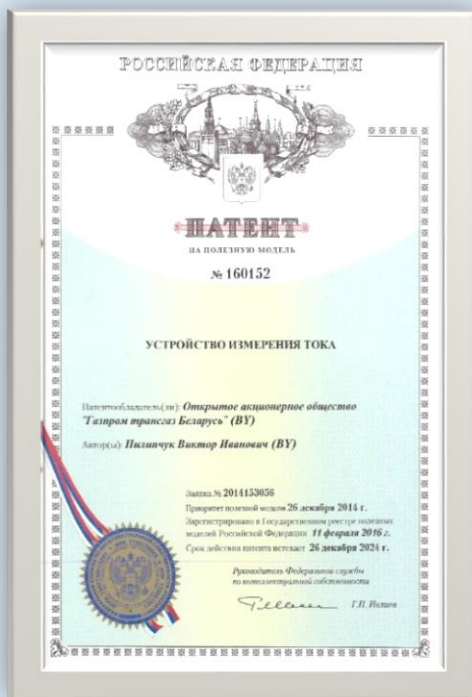 РОССИЙСКАЯ ФЕДЕРАЦИЯ
ПАТЕНТ
НА ПОЛЕЗНУЮ МОДЕЛЬ
№ 160152
УСТРОЙСТВО ИЗМЕРЕНИЯ ТОКА
Патентообладатель(ли): Открытое акционерное общество
"Газпром трансгаз Беларусь" (BY)
Автор(ы): Пилипчук Виктор Иванович (BY)
Заявка № 2014153056
Приоритет полезной модели 26 декабря 2014 г.
Зарегистрировано в Государственном реестре полезных
моделей Российской Федерации 11 февраля 2016 г.
Срок действия патента истекает 26 декабря 2024 г.
Руководитель Федеральной службы
по интеллектуальной собственности
Г.П. Ивлиев